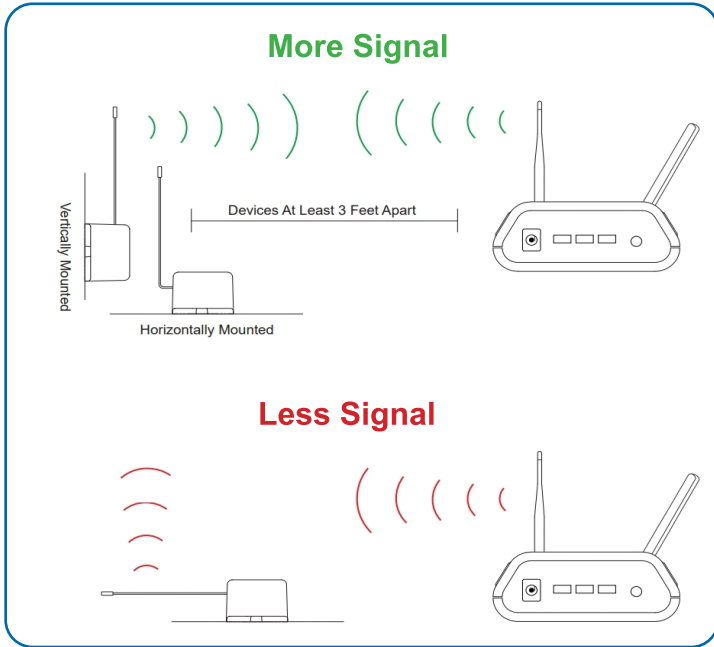 More Signal
Vertically Mounted
Devices At Least 3 Feet Apart
Horizontally Mounted
Less Signal